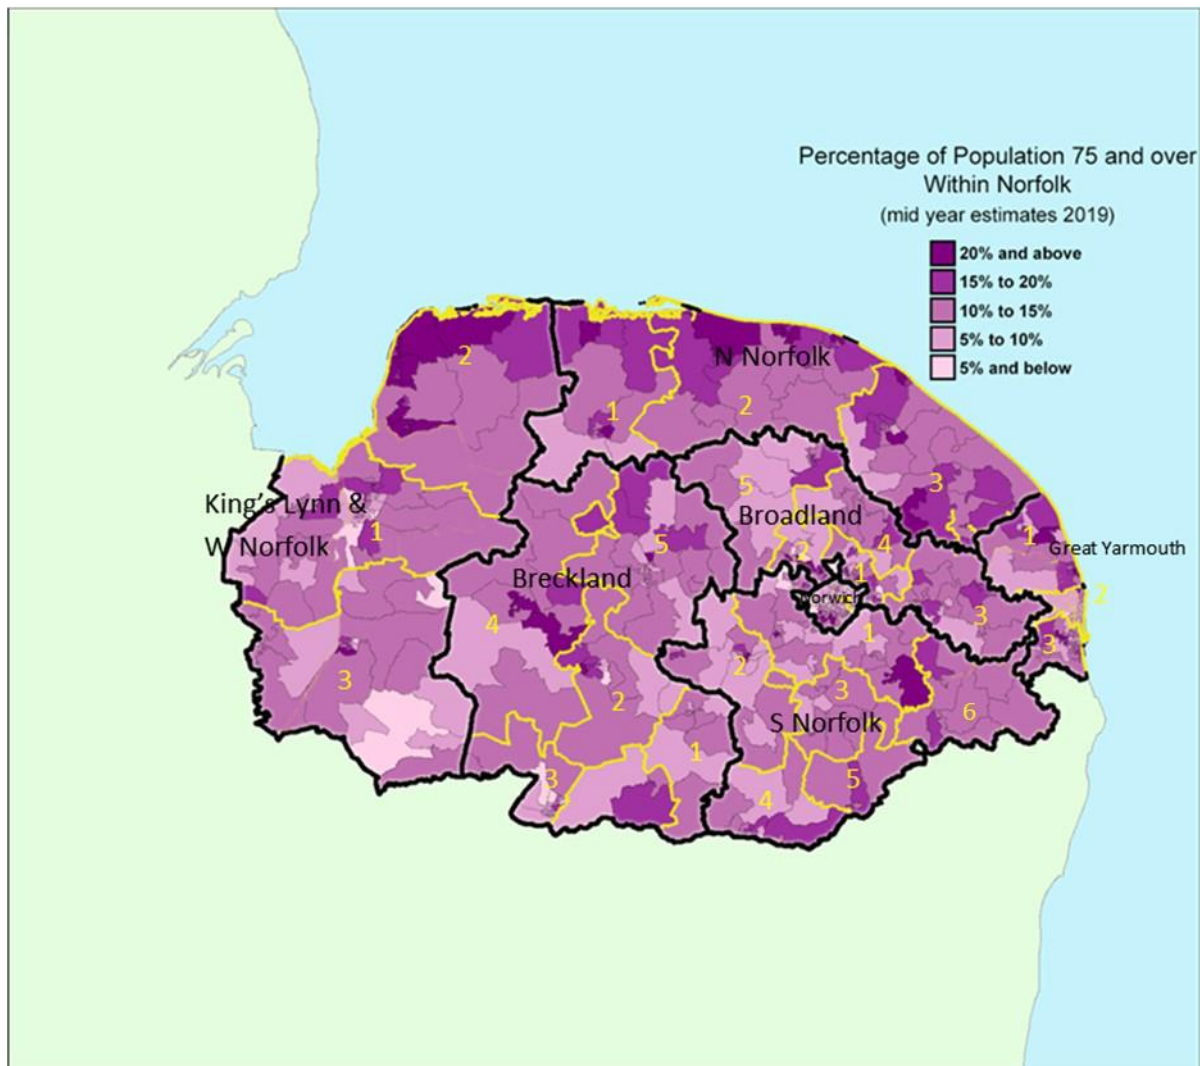 Percentage of Population 75 and over
Within Norfolk
(mid year estimates 2019)
20% and above
15% to 20%
10% to 15%
5% to 10%
5% and below
2
N Norfolk
1
2
5
3
King's Lynn &
W Norfolk
1
Broadland
5
4
1
Great Yarmouth
2
1
Breckland
Norwich
2
4
3
1
3
2
3
3
2
6
S Norfolk
1
3
5
4